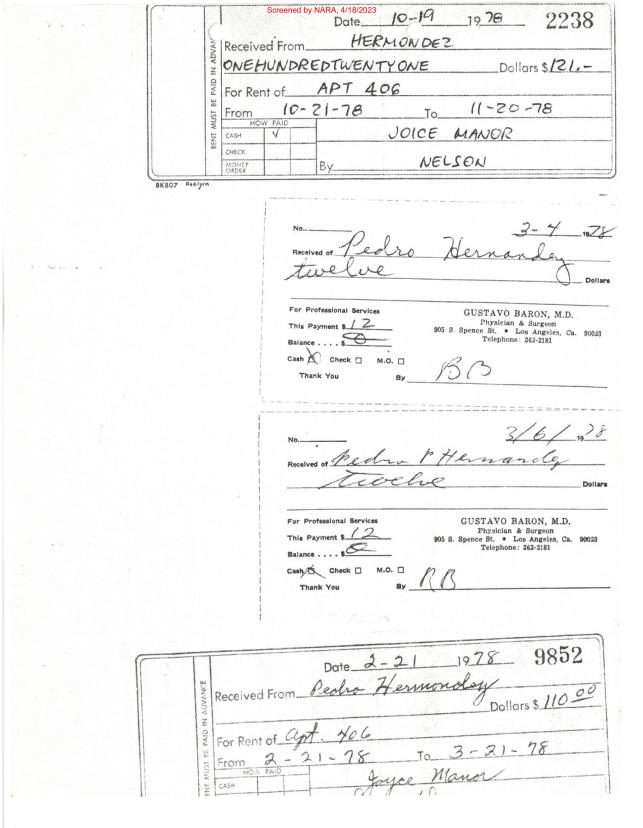 Screened by NARA, 4/18/2023
Date 10-19 1978 2238
Received From HERMONDEZ
ONEHUNDREDTWENTYONE Dollars $121.-
For Rent of APT 406
From 10-21-78 To 11-20-78
HOW PAID
CASH V JOICE MANOR
CHECK
MONEY ORDER By NELSON
RENT MUST BE PAID IN ADVAN
8K807 Rediform
No. 3-4 1978
Received of Pedro Hernandez
twelve Dollars
For Professional Services GUSTAVO BARON, M.D.
This Payment $ 12 Physician & Surgeon
Balance . . . . $ 0 905 S. Spence St. • Los Angeles, Ca. 90023
Telephone: 262-2181
Cash X Check ☐ M.O. ☐
Thank You By BB
No. 3/6/ 1978
Received of Pedro P Hernandez
twelve Dollars
For Professional Services GUSTAVO BARON, M.D.
This Payment $ 12 Physician & Surgeon
Balance . . . . $ 0 905 S. Spence St. • Los Angeles, Ca. 90023
Telephone: 262-2181
Cash X Check ☐ M.O. ☐
Thank You By
Date 2-21 1978 9852
Received From Pedro Hermondez
Dollars $ 110 00
For Rent of Apt. 406
From 2-21-78 To 3-21-78
HOW PAID
CASH Joyce Manor
ENT MUST BE PAID IN ADVANCE